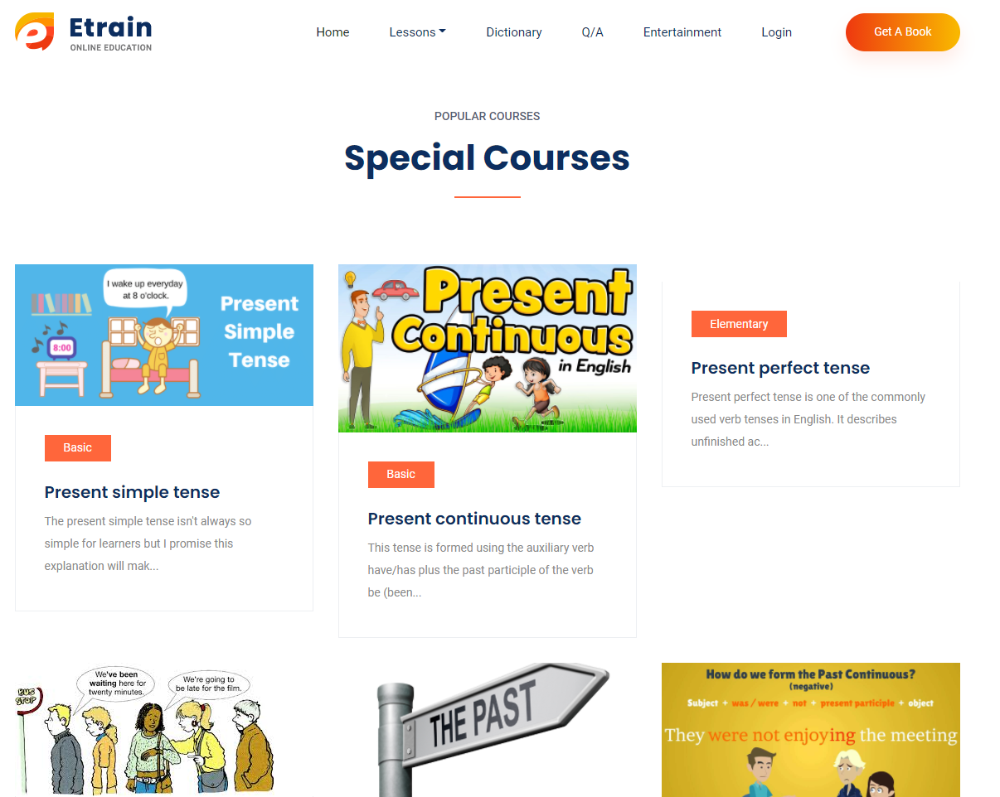 Etrain
ONLINE EDUCATION
Home
Lessons
Dictionary
Q/A
Entertainment
Login
Get A Book
POPULAR COURSES
Special Courses
I wake up everyday
at 8 o'clock.
8:00
Present
Simple
Tense
Basic
Present simple tense
The present simple tense isn't always so
simple for learners but I promise this
explanation will mak...
Present
Continuous
in English
Basic
Present continuous tense
This tense is formed using the auxiliary verb
have/has plus the past participle of the verb
be (been...
Elementary
Present perfect tense
Present perfect tense is one of the commonly
used verb tenses in English. It describes
unfinished ac...
BUS
STOP
We've been
waiting here for
twenty minutes.
We're going to
be late for the film.
THE PAST
How do we form the Past Continuous?
(negative)
Subject + was / were + not + present participle + object
They were not enjoying the meeting